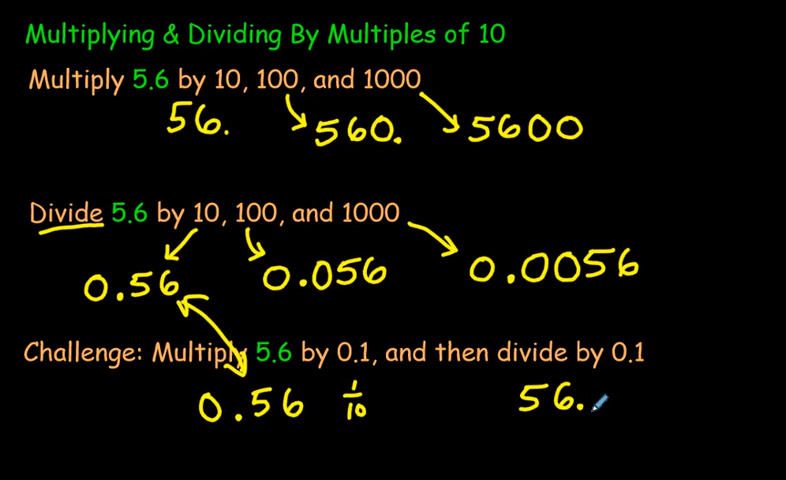 Multiplying & Dividing By Multiples of 10
Multiply 5.6 by 10, 100, and 1000
56. 560. 5600
Divide 5.6 by 10, 100, and 1000
0.56 0.056 0.0056
Challenge: Multiply 5.6 by 0.1, and then divide by 0.1
0.56 1/10 56.